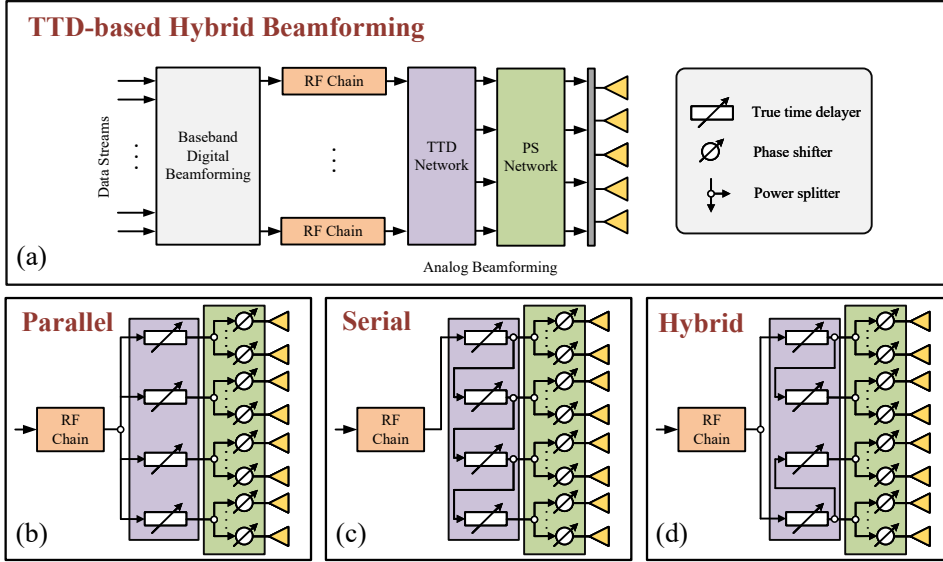 TTD-based Hybrid Beamforming
Data Streams
Baseband
Digital
Beamforming
RF Chain
RF Chain
TTD
Network
PS
Network
Analog Beamforming
True time delayer
Phase shifter
Power splitter
(a)
Parallel
RF
Chain
(b)
Serial
RF
Chain
(c)
Hybrid
RF
Chain
(d)